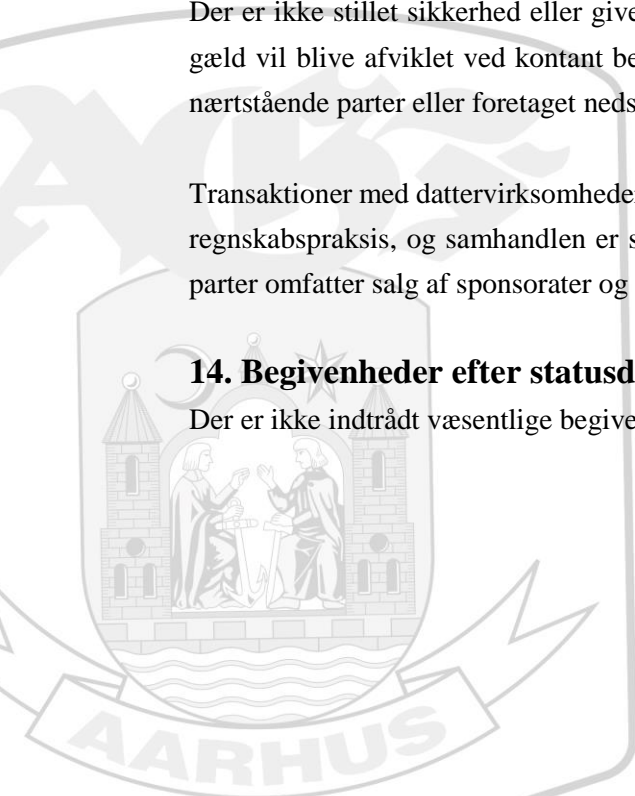 Der er ikke stillet sikkerhed eller give
gæld vil blive afviklet ved kontant be
nærtstående parter eller foretaget neds
Transaktioner med dattervirksomheder
regnskabspraksis, og samhandlen er s
parter omfatter salg af sponsorater og
14. Begivenheder efter statusd
Der er ikke indtrådt væsentlige begive
AGF
AARHUS